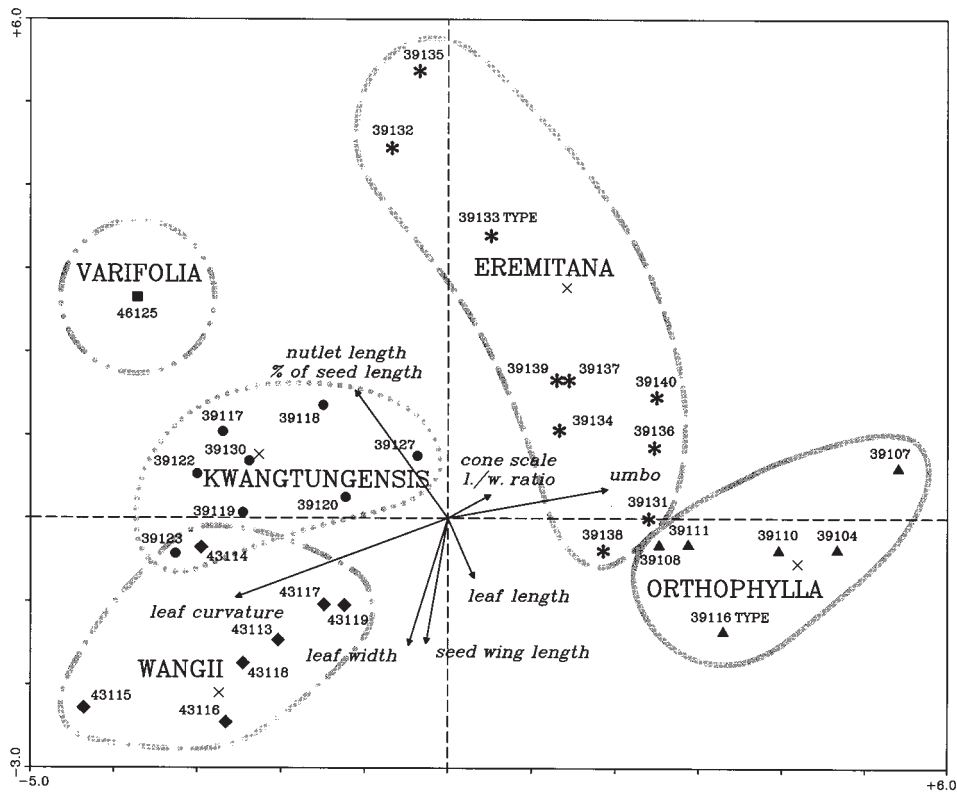 +6.0
39135
39132
39133 TYPE
EREMITANA
VARIFOLIA
46125
nutlet length
% of seed length
39139
39137
39140
39118
39134
39117
39136
39127
39130
39122
cone scale
l./w. ratio
umbo
39107
KWANGTUNGENSIS
39120
39119
39131
39123
39138
39111
39110
39104
43114
39108
ORTHOPHYLLA
43117
leaf length
leaf curvature
43119
39116 TYPE
43113
leaf width
seed wing length
WANGII
43118
43115
43116
-3.0
-5.0
+6.0